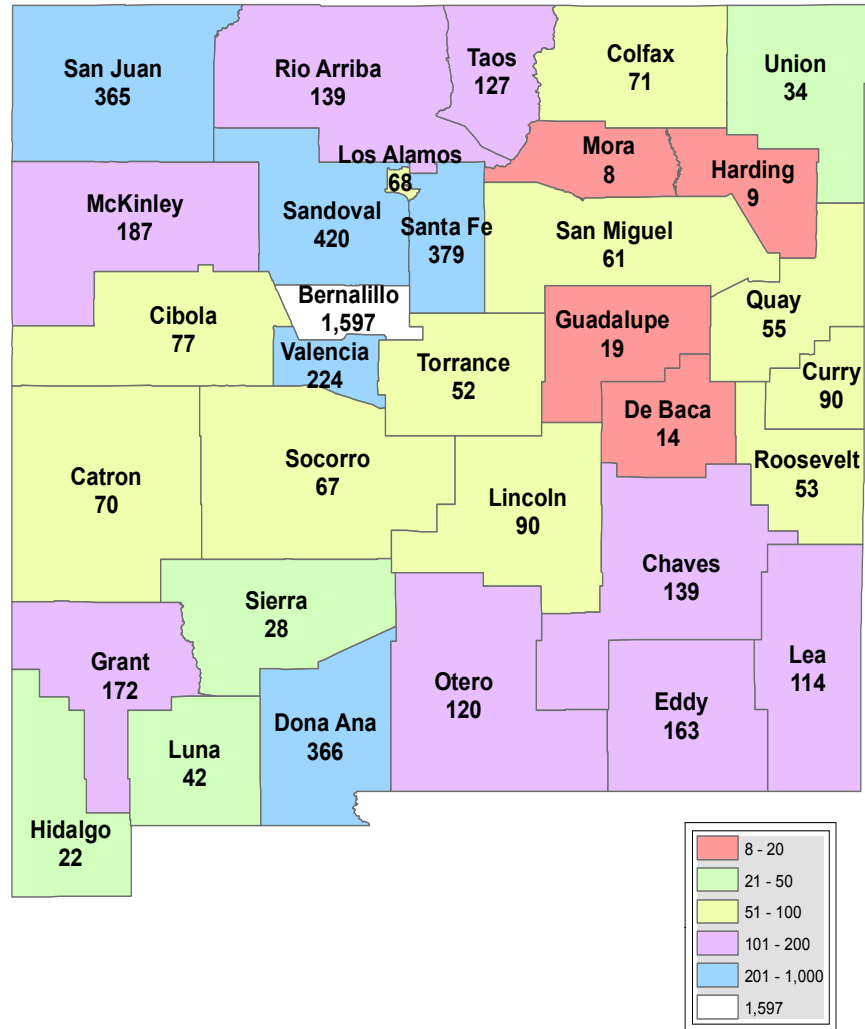 San Juan
365
Rio Arriba
139
Taos
127
Colfax
71
Union
34
Los Alamos
68
Mora
8
Harding
9
McKinley
187
Sandoval
420
Santa Fe
379
San Miguel
61
Bernalillo
1,597
Quay
55
Cibola
77
Guadalupe
19
Valencia
224
Torrance
52
Curry
90
De Baca
14
Roosevelt
53
Catron
70
Socorro
67
Lincoln
90
Chaves
139
Sierra
28
Grant
172
Otero
120
Lea
114
Eddy
163
Dona Ana
366
Luna
42
Hidalgo
22
8 - 20
21 - 50
51 - 100
101 - 200
201 - 1,000
1,597